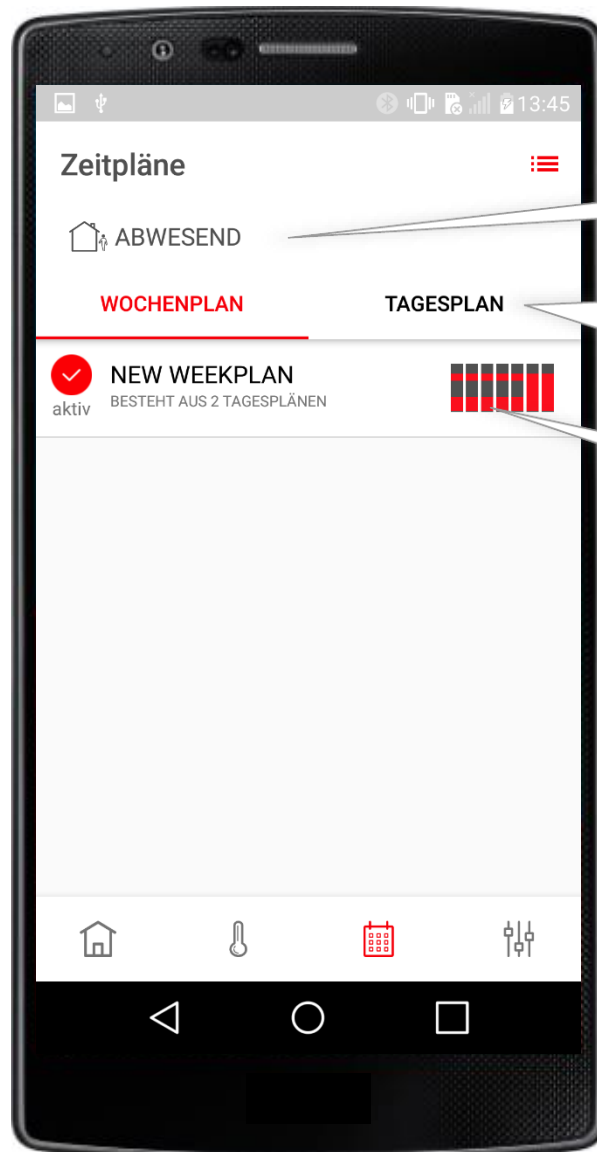 13:45
Zeitpläne
ABWESEND
WOCHENPLAN TAGESPLAN
NEW WEEKPLAN
BESTEHT AUS 2 TAGESPLÄNEN
aktiv